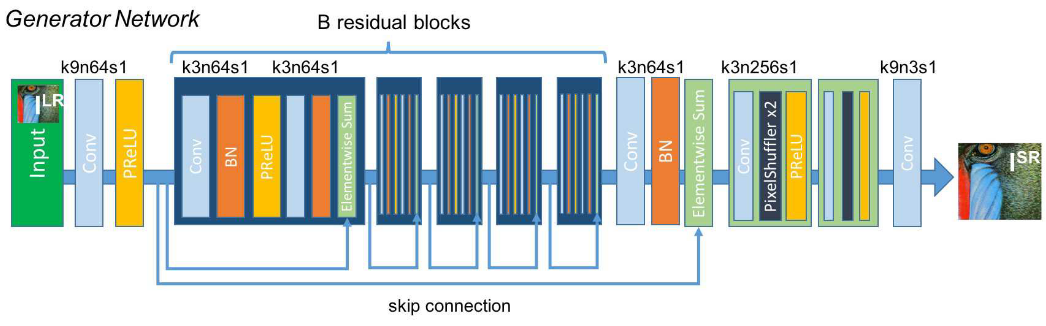 Generator Network
B residual blocks
k9n64s1
k3n64s1
k3n64s1
k3n64s1
k3n256s1
k9n3s1
I^LR
Input
Conv
PReLU
Conv
BN
PReLU
Elementwise Sum
Conv
BN
Elementwise Sum
Conv
PixelShuffler x2
PReLU
Conv
I^SR
skip connection